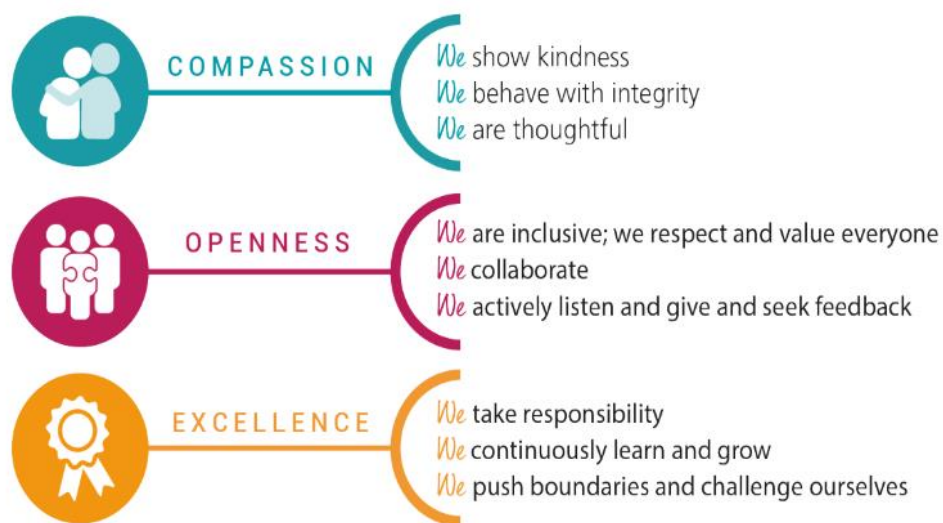 COMPASSION
We show kindness
We behave with integrity
We are thoughtful
OPENNESS
We are inclusive; we respect and value everyone
We collaborate
We actively listen and give and seek feedback
EXCELLENCE
We take responsibility
We continuously learn and grow
We push boundaries and challenge ourselves